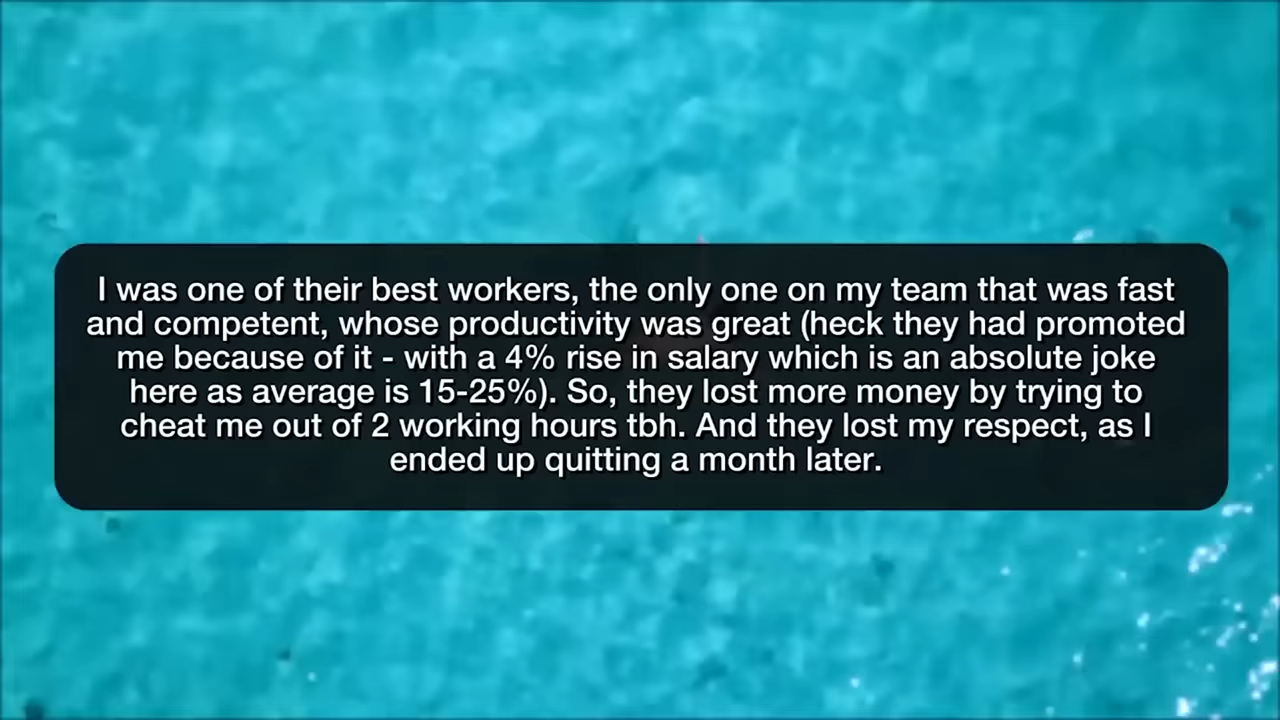 I was one of their best workers, the only one on my team that was fast
and competent, whose productivity was great (heck they had promoted
me because of it - with a 4% rise in salary which is an absolute joke
here as average is 15-25%). So, they lost more money by trying to
cheat me out of 2 working hours tbh. And they lost my respect, as I
ended up quitting a month later.